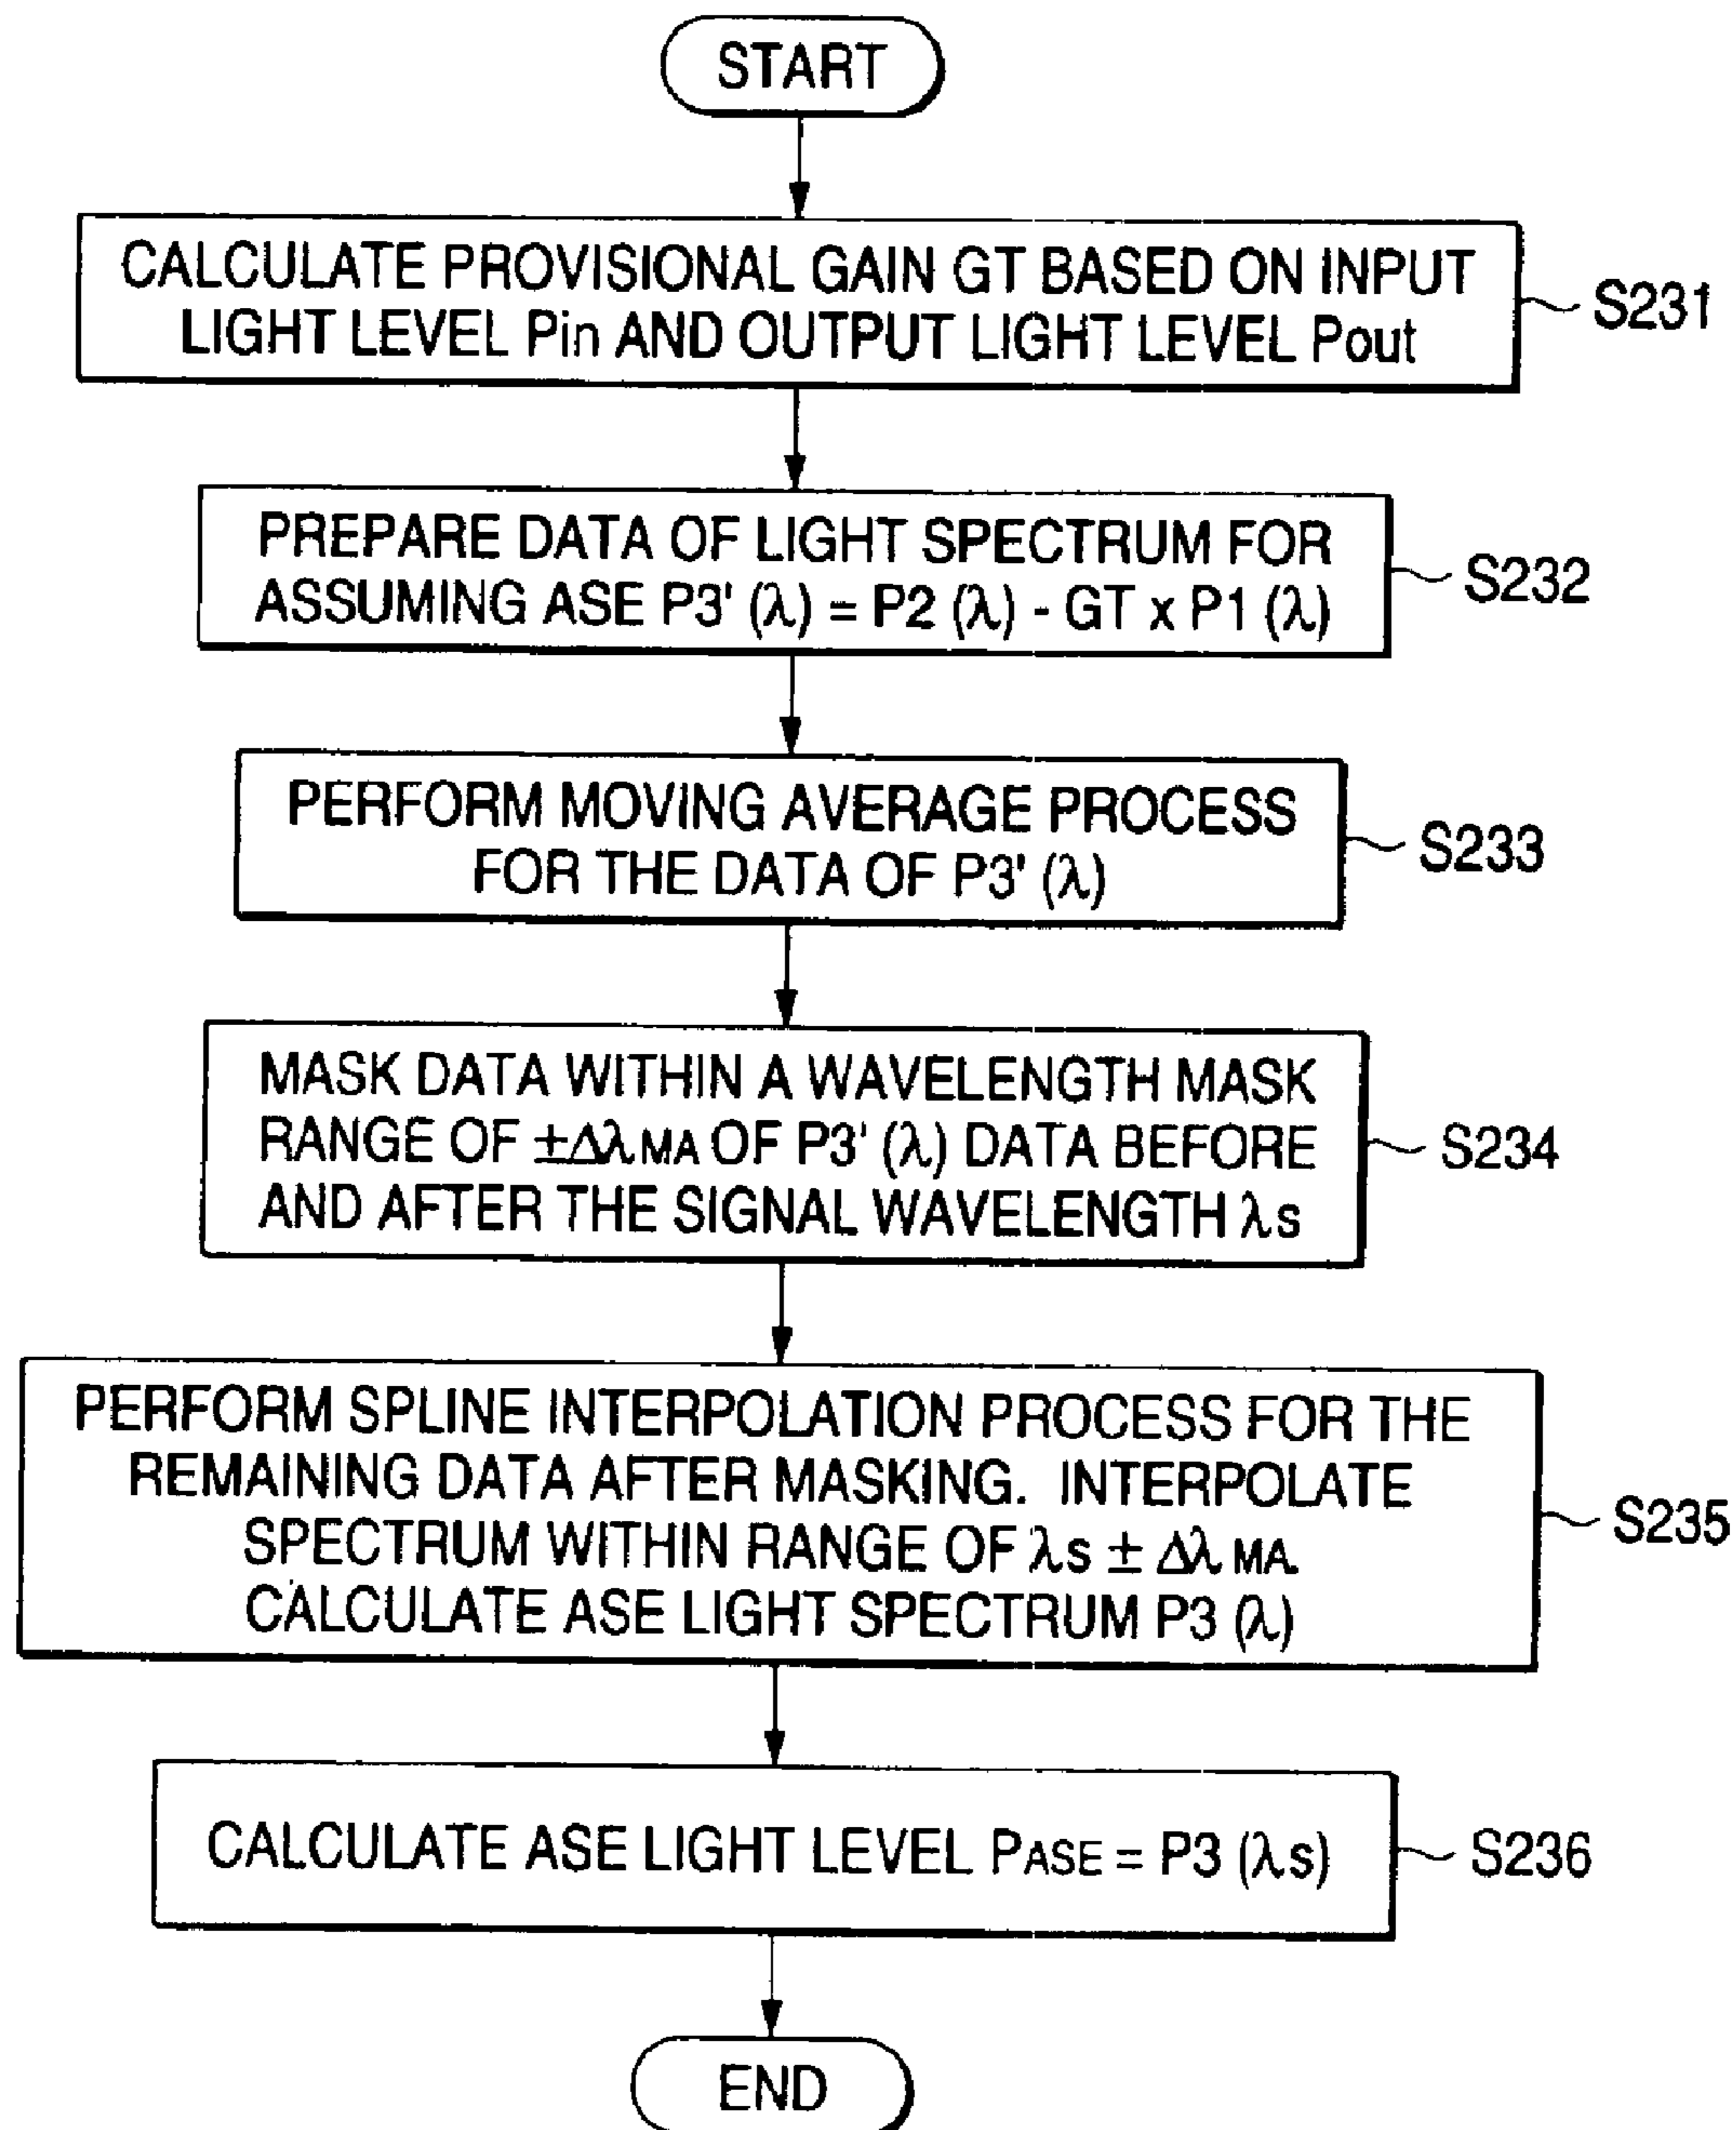 START
CALCULATE PROVISIONAL GAIN GT BASED ON INPUT
LIGHT LEVEL Pin AND OUTPUT LIGHT LEVEL Pout
S231
PREPARE DATA OF LIGHT SPECTRUM FOR
ASSUMING ASE P3' (λ) = P2 (λ) - GT x P1 (λ)
S232
PERFORM MOVING AVERAGE PROCESS
FOR THE DATA OF P3' (λ)
S233
MASK DATA WITHIN A WAVELENGTH MASK
RANGE OF ±Δλ MA OF P3' (λ) DATA BEFORE
AND AFTER THE SIGNAL WAVELENGTH λs
S234
PERFORM SPLINE INTERPOLATION PROCESS FOR THE
REMAINING DATA AFTER MASKING. INTERPOLATE
SPECTRUM WITHIN RANGE OF λs ± Δλ MA.
CALCULATE ASE LIGHT SPECTRUM P3 (λ)
S235
CALCULATE ASE LIGHT LEVEL PASE = P3 (λs)
S236
END